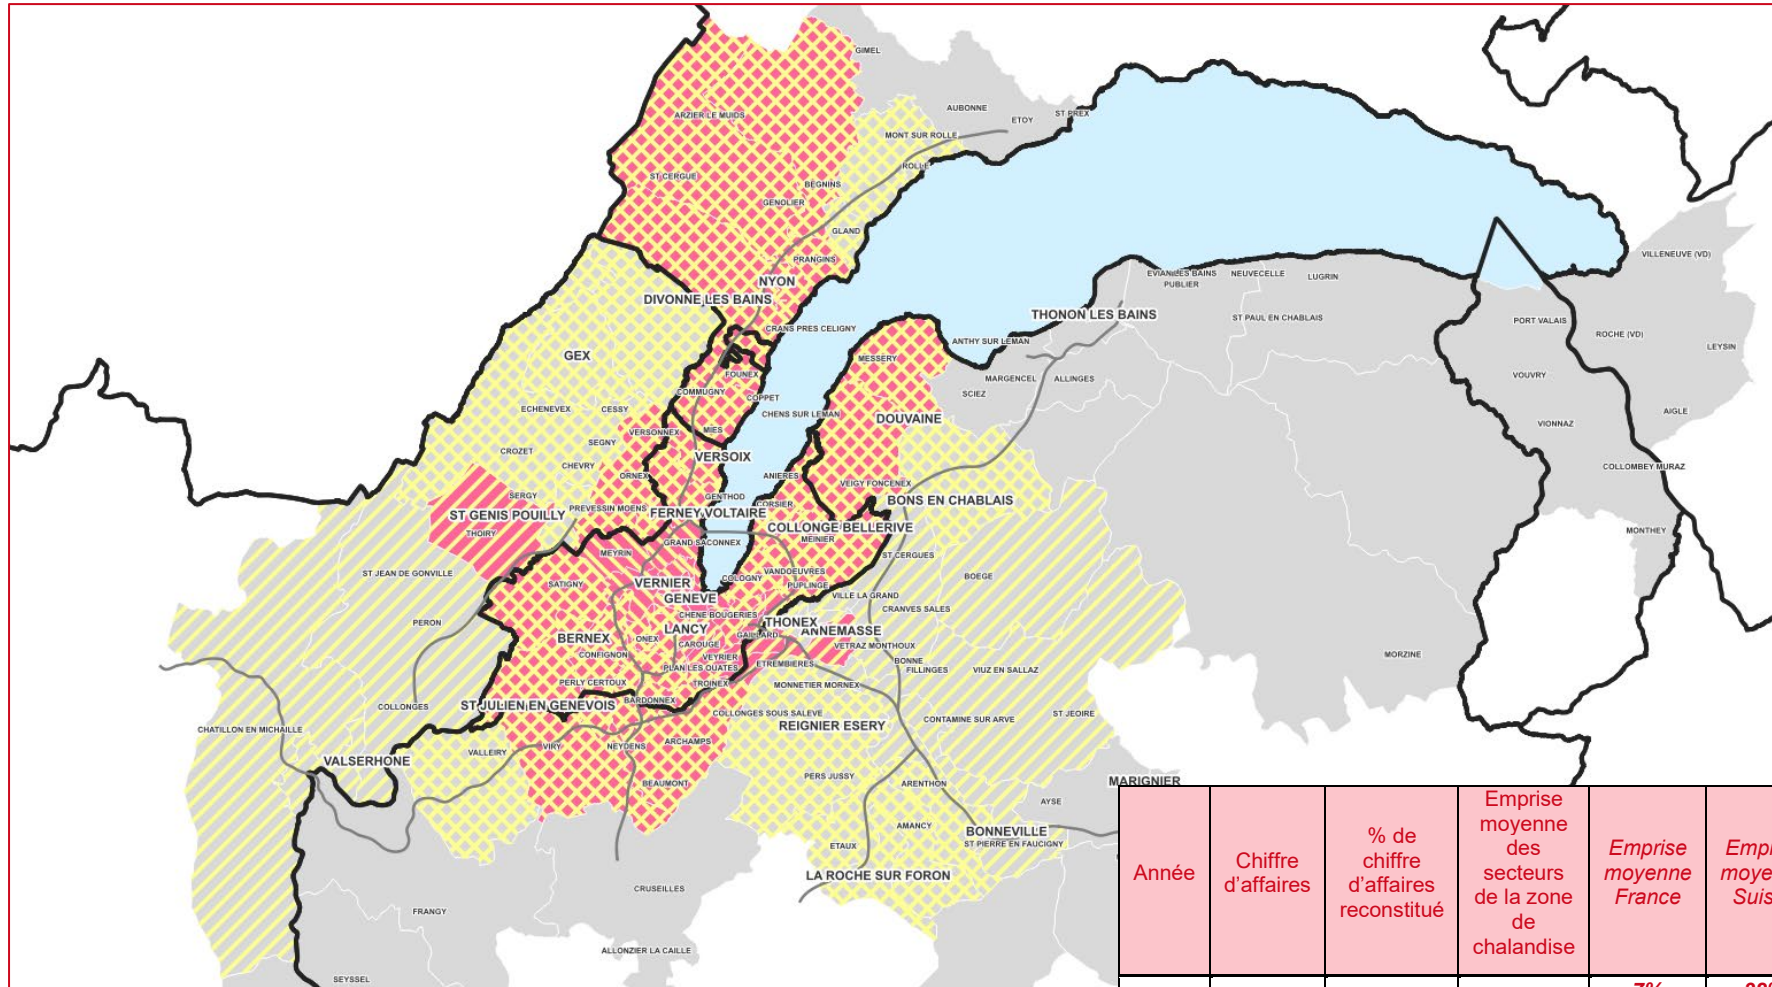 GIMEL
AUBONNE
ETOY
ST PREX
ARZIER LE MUIDS
MONT SUR ROLLE
ROLLE
ST CERGUE
BEGNINS
GENOLIER
GLAND
PRANGINS
NYON
DIVONNE LES BAINS
CRANS PRES CELIGNY
VILLENEUVE (VD)
EVIAN LES BAINS
NEUVECELLE
LUGRIN
PUBLIER
THONON LES BAINS
ST PAUL EN CHABLAIS
PORT VALAIS
ROCHE (VD)
LEYSIN
ANTHY SUR LEMAN
GEX
MESSERY
FOUNEX
MARGENCEL
ALLINGES
SCIEZ
VOUVRY
COMMUGNY
COPPET
ECHENEVEX
CESSY
CHENS SUR LEMAN
DOUVAINE
AIGLE
VIONNAZ
VERSONNEX
MIES
SEGNY
CROZET
VERSOIX
CHEVRY
COLLOMBEY MURAZ
ORNEX
ANIERES
VEIGY FONCENEX
SERGY
GENTHOD
CORSIER
BONS EN CHABLAIS
PREVESSIN MOENS
FERNEY VOLTAIRE
ST GENIS POUILLY
COLLONGE BELLERIVE
THOIRY
MEINIER
MONTHEY
GRAND SACONNEX
MEYRIN
ST CERGUES
ST JEAN DE GONVILLE
SATIGNY
VERNIER
COLOGNY
VANDOEUVRES
BOEGE
PUPLINGE
GENEVE
VILLE LA GRAND
CRANVES SALES
CHENE BOUGERIES
PERON
THONEX
LANCY
ANNEMASSE
BERNEX
ONEX
GAILLARD
CAROUGE
VETRAZ MONTHOUX
CONFIGNON
VEYRIER
MORZINE
PLAN LES OUATES
ETREMBIERES
BONNE
FILLINGES
VIUZ EN SALLAZ
PERLY CERTOUX
TROINEX
MONNETIER MORNEX
BARDONNEX
COLLONGES
ST JULIEN EN GENEVOIS
COLLONGES SOUS SALEVE
ST JEOIRE
CONTAMINE SUR ARVE
REIGNIER ESERY
CHATILLON EN MICHAILLE
VALLEIRY
VIRY
NEYDENS
ARCHAMPS
VALSERHONE
PERS JUSSY
BEAUMONT
ARENTHON
MARIGNIER
AYSE
AMANCY
BONNEVILLE
ETAUX
ST PIERRE EN FAUCIGNY
LA ROCHE SUR FORON
CRUSEILLES
FRANGY
ALLONZIER LA CAILLE
SEYSSEL
Année
Chiffre
d'affaires
% de
chiffre
d'affaires
reconstitué
Emprise
moyenne
des
secteurs
de la zone
de
chalandise
Emprise
moyenne
France